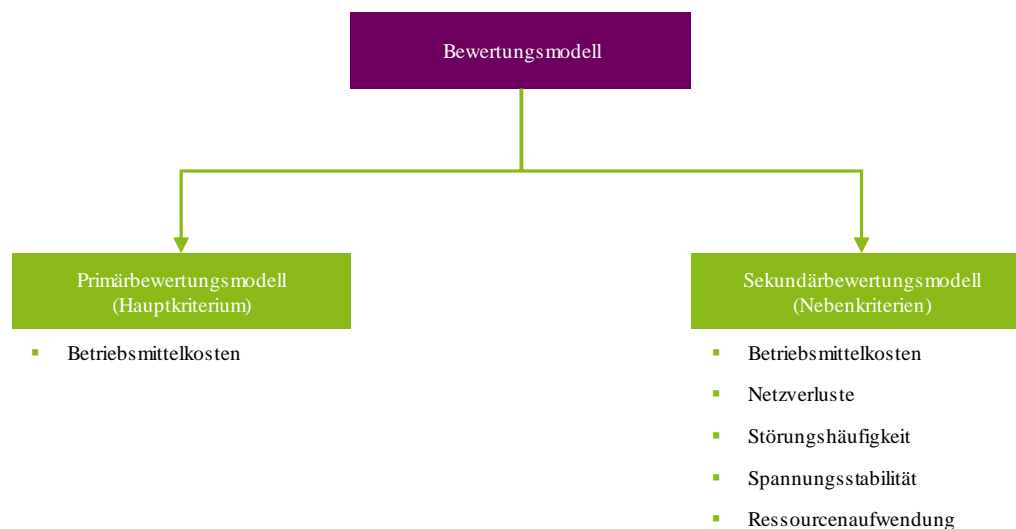 Bewertungsmodell
Primärbewertungsmodell
(Hauptkriterium)
Betriebsmittelkosten
Sekundärbewertungsmodell
(Nebenkriterien)
Betriebsmittelkosten
Netzverluste
Störungshäufigkeit
Spannungsstabilität
Ressourcenaufwendung